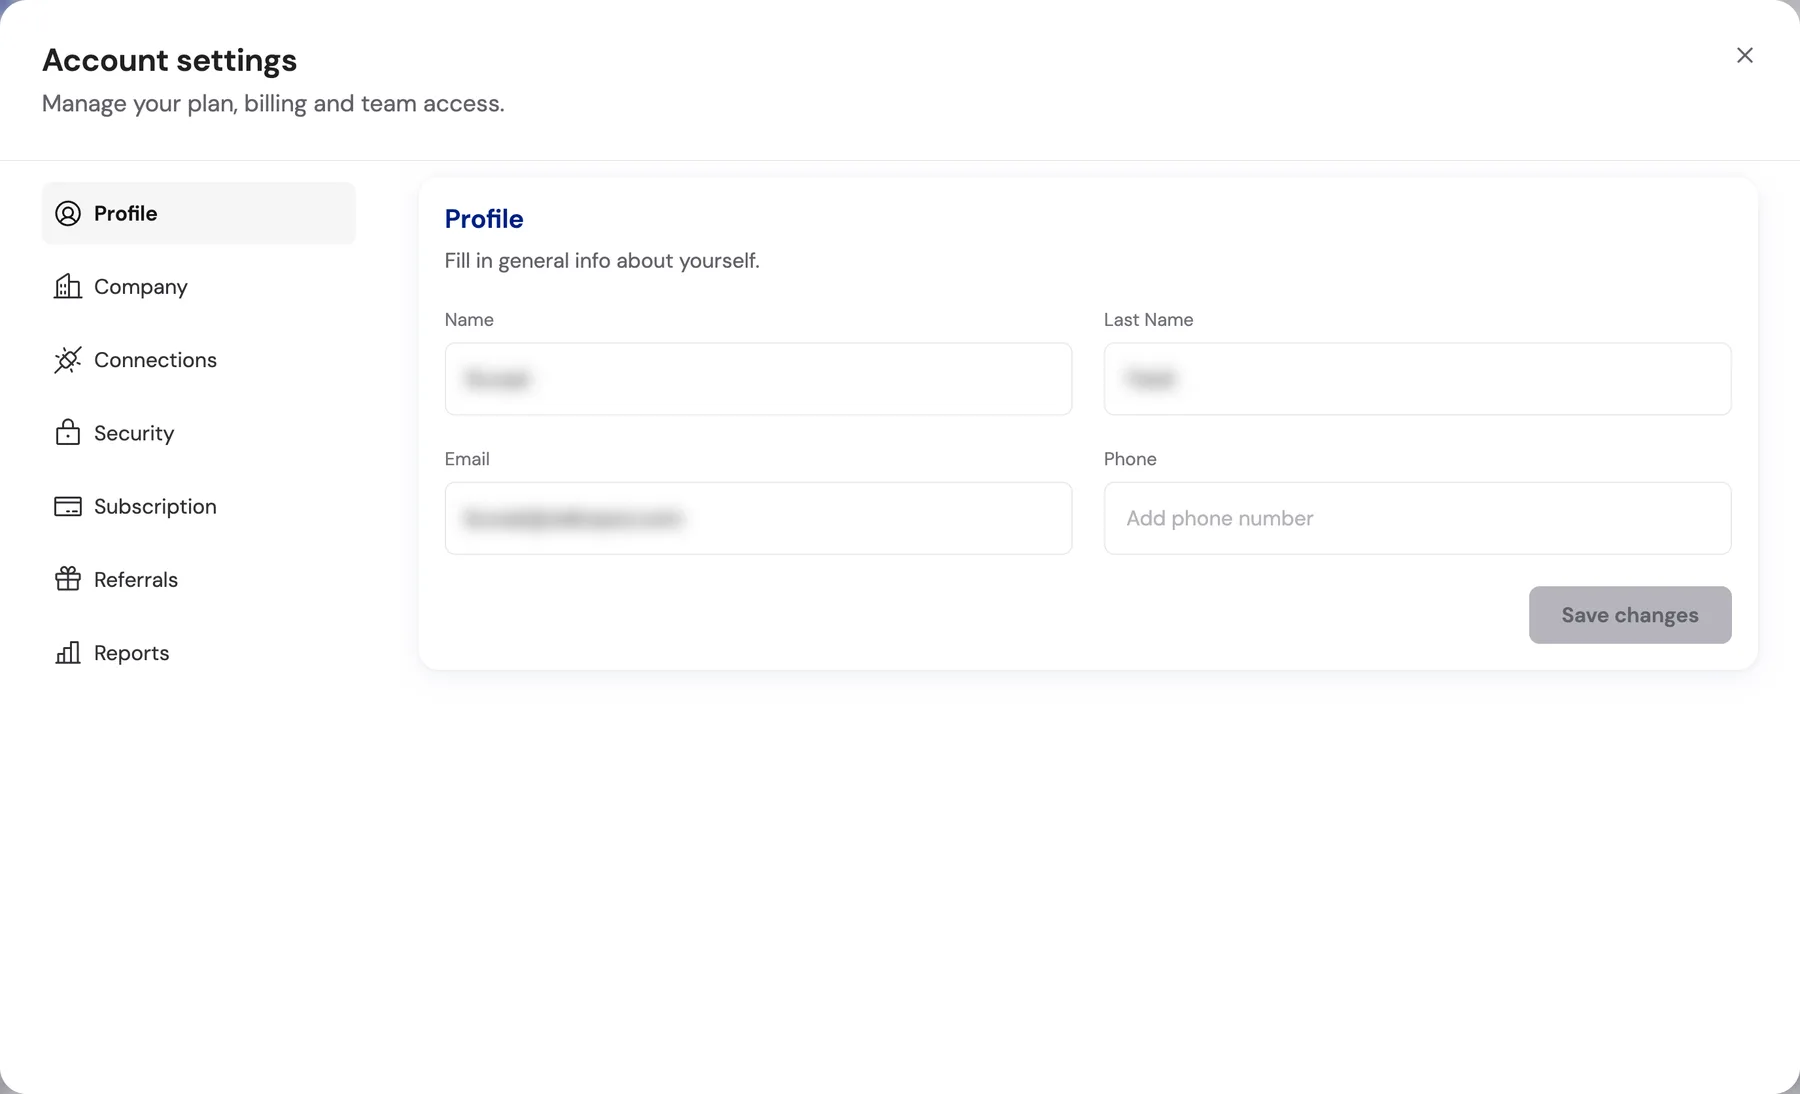 Account settings
Manage your plan, billing and team access.
Profile
Company
Connections
Security
Subscription
Referrals
Reports
Profile
Fill in general info about yourself.
Name
Last Name
Email
Phone
Add phone number
Save changes